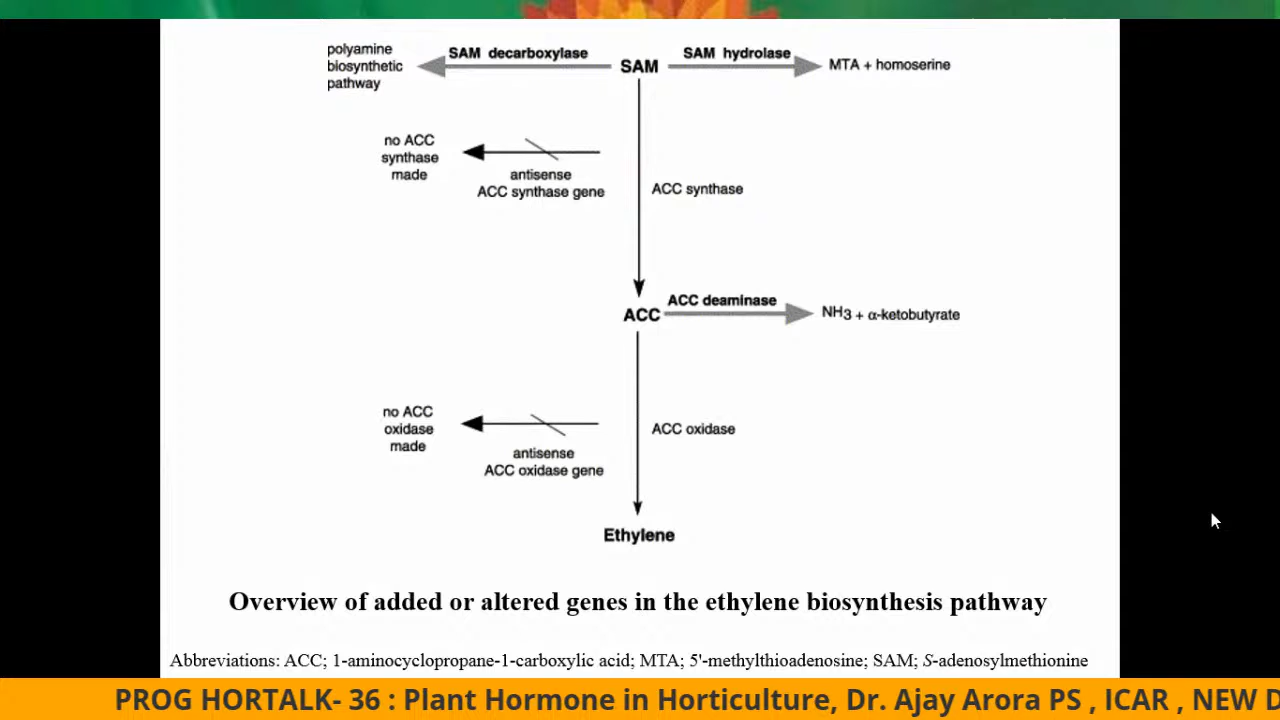 polyamine
biosynthetic
pathway
SAM decarboxylase
SAM
SAM hydrolase
MTA + homoserine
no ACC
synthase
made
antisense
ACC synthase gene
ACC synthase
ACC
ACC deaminase
NH3 + α-ketobutyrate
no ACC
oxidase
made
antisense
ACC oxidase gene
ACC oxidase
Ethylene
Overview of added or altered genes in the ethylene biosynthesis pathway
Abbreviations: ACC; 1-aminocyclopropane-1-carboxylic acid; MTA; 5'-methylthioadenosine; SAM; S-adenosylmethionine
PROG HORTALK- 36 : Plant Hormone in Horticulture, Dr. Ajay Arora PS , ICAR , NEW D